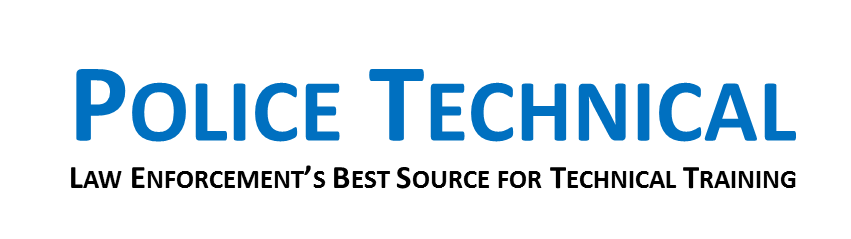 POLICE TECHNICAL
LAW ENFORCEMENT’S BEST SOURCE FOR TECHNICAL TRAINING